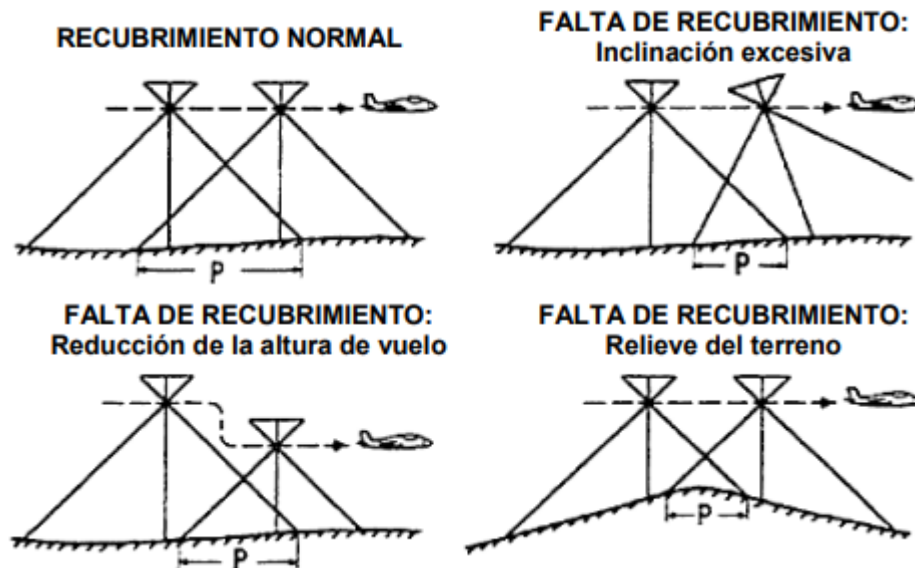 RECUBRIMIENTO NORMAL
FALTA DE RECUBRIMIENTO:
Inclinación excesiva
P
P
FALTA DE RECUBRIMIENTO:
Reducción de la altura de vuelo
FALTA DE RECUBRIMIENTO:
Relieve del terreno
P
P